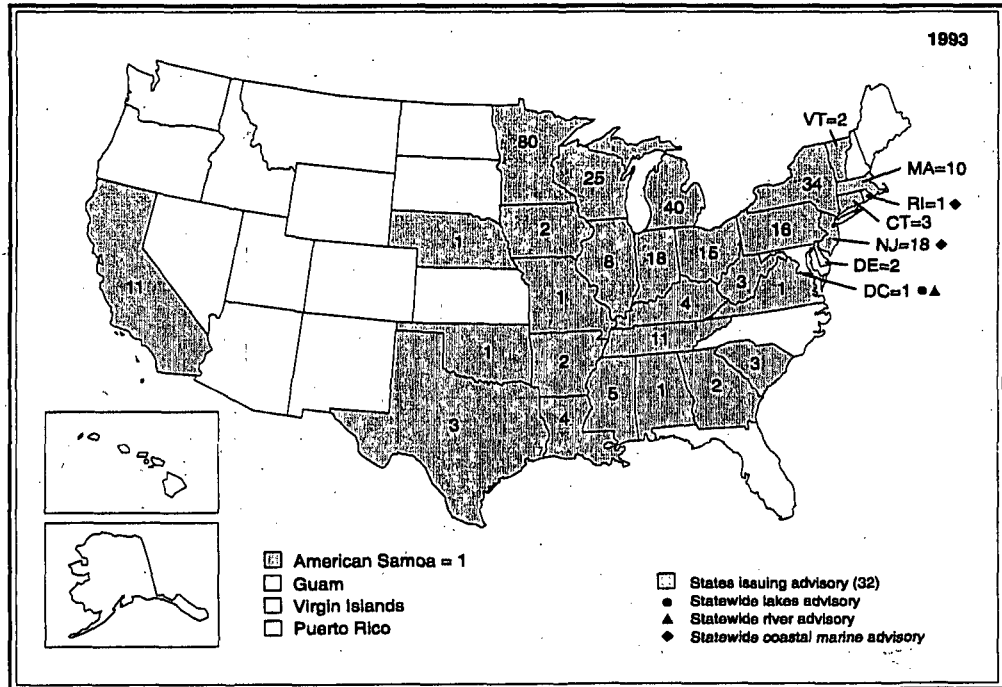 1993
VT=2
80
MA=10
25
34
RI=1 ◆
40
CT=3
1
2
16
NJ=18 ◆
8
18
15
DE=2
11
3
1
DC=1 ●▲
1
4
11
1
2
3
5
1
2
3
4
American Samoa = 1
Guam
Virgin Islands
Puerto Rico
States issuing advisory (32)
● Statewide lakes advisory
▲ Statewide river advisory
◆ Statewide coastal marine advisory